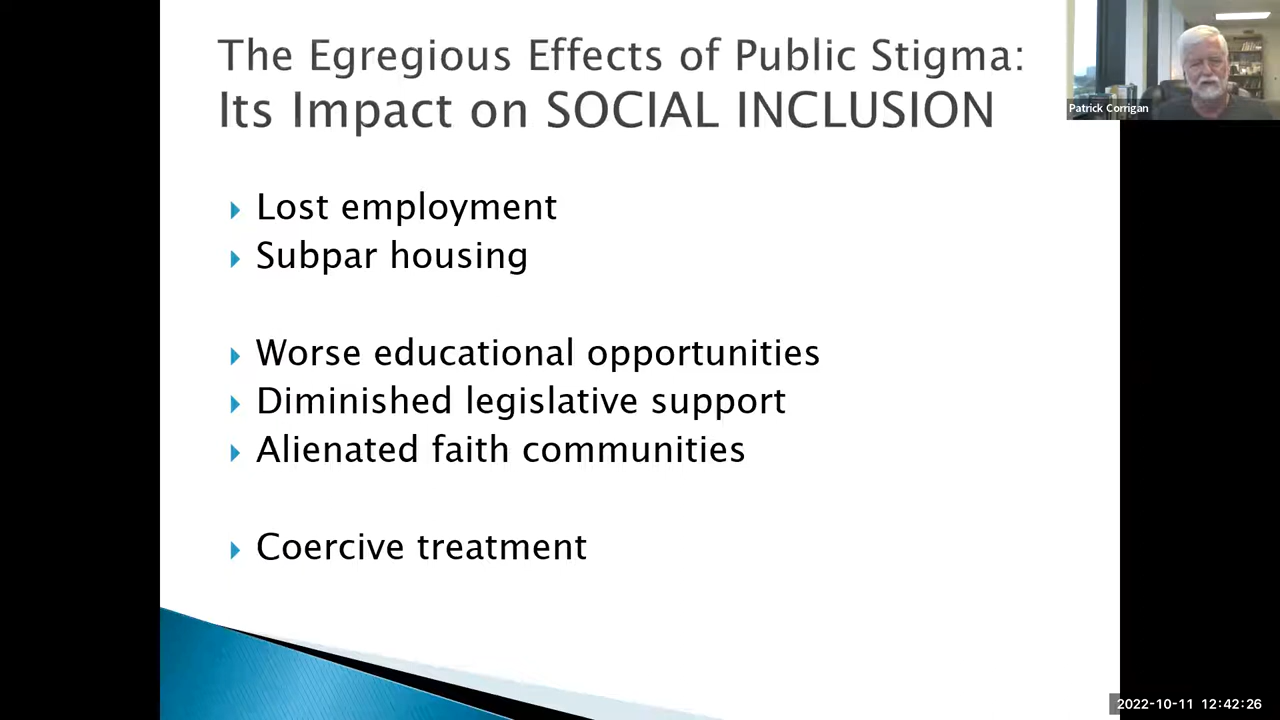 The Egregious Effects of Public Stigma:
Its Impact on SOCIAL INCLUSION
Patrick Corrigan
Lost employment
Subpar housing
Worse educational opportunities
Diminished legislative support
Alienated faith communities
Coercive treatment
2022-10-11 12:42:26